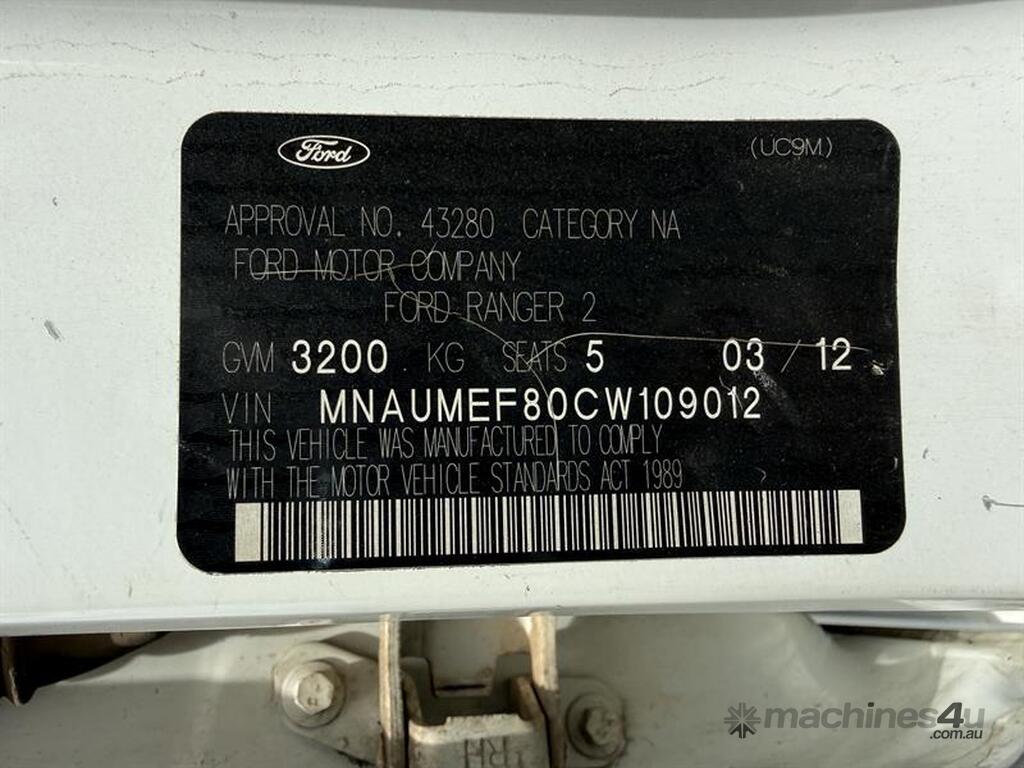 Ford
(UC9M)
APPROVAL NO. 43280 CATEGORY NA
FORD MOTOR COMPANY
FORD RANGER 2
GVM 3200 KG SEATS 5 03 / 12
VIN MNAUMEF80CW109012
THIS VEHICLE WAS MANUFACTURED TO COMPLY
WITH THE MOTOR VEHICLE STANDARDS ACT 1989
RH
machines4u
.com.au